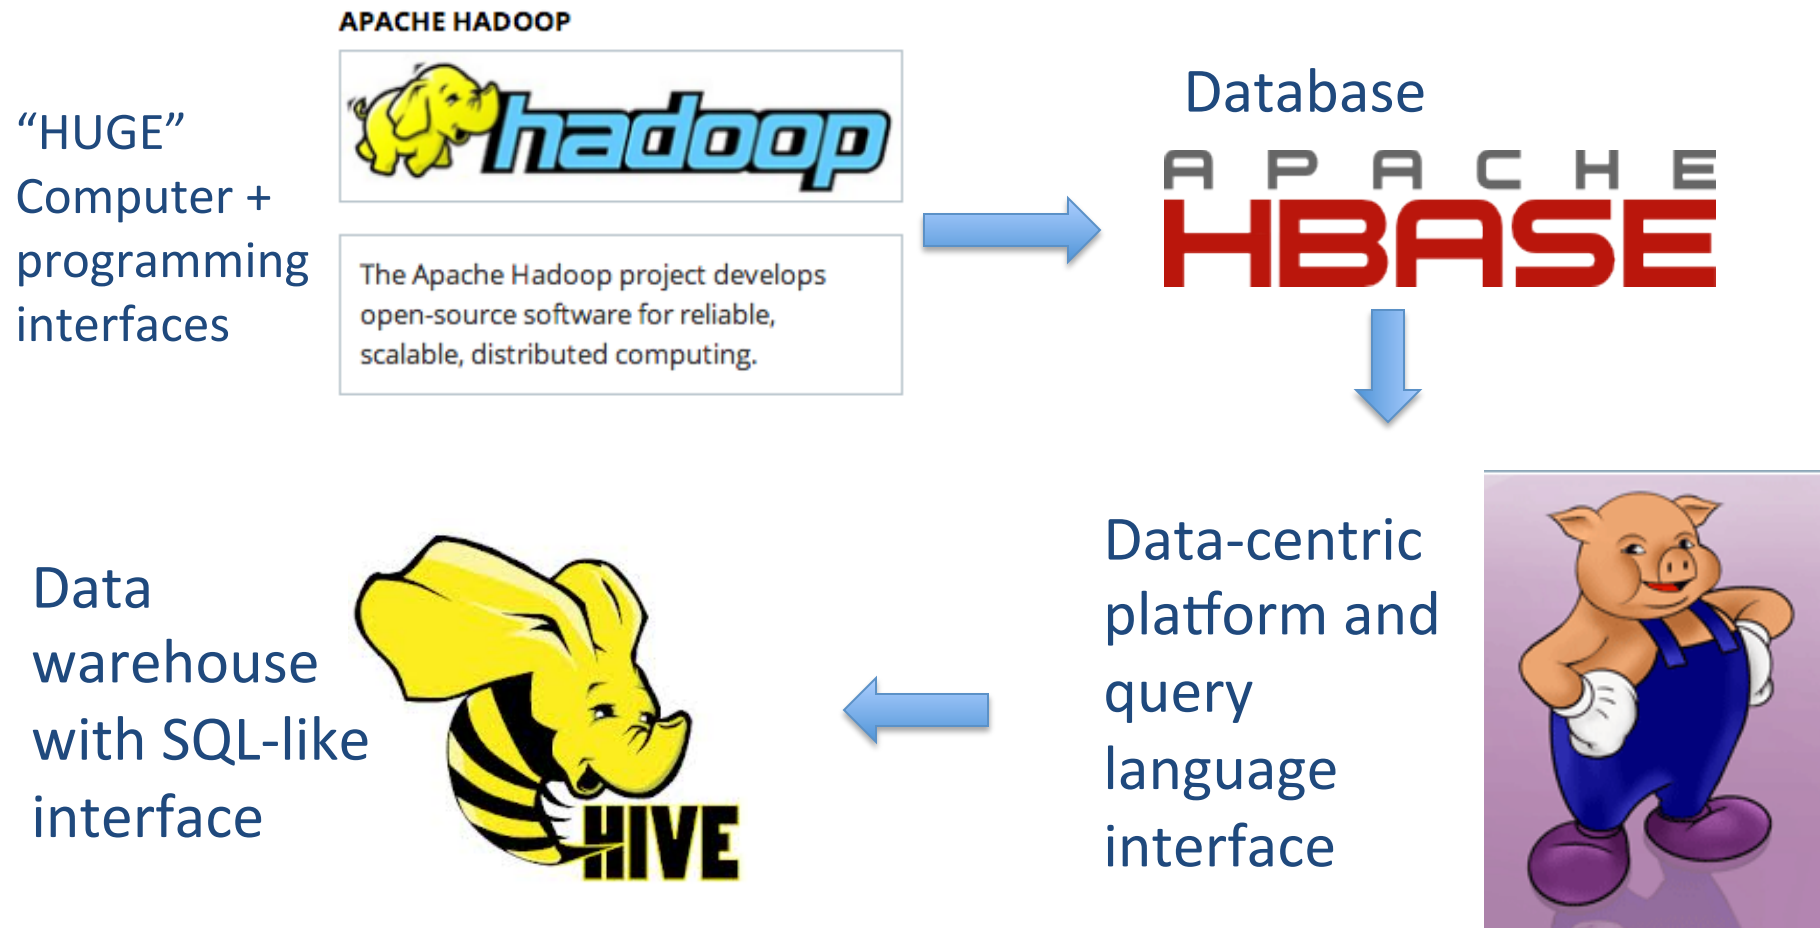 APACHE HADOOP
hadoop
“HUGE”
Computer +
programming
interfaces
The Apache Hadoop project develops
open-source software for reliable,
scalable, distributed computing.
Database
APACHE
HBASE
Data
warehouse
with SQL-like
interface
HIVE
Data-centric
platform and
query
language
interface